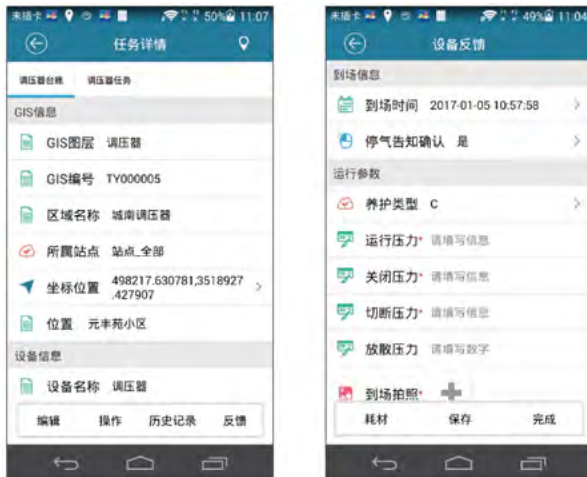 未插卡 50% 11:07
任务详情
调压器台账 调压器任务
GIS信息
GIS图层 调压器
GIS编号 TY000005
区域名称 城南调压器
所属站点 站点_全部
坐标位置 498217.630781,3518927
.427907
位置 元丰苑小区
设备信息
设备名称 调压器
编辑 操作 历史记录 反馈
未插卡 49% 11:04
设备反馈
到场信息
到场时间 2017-01-05 10:57:58
停气告知确认 是
运行参数
养护类型 C
运行压力* 请填写信息
关闭压力* 请填写信息
切断压力* 请填写信息
放散压力 请填写数字
到场拍照*
耗材 保存 完成